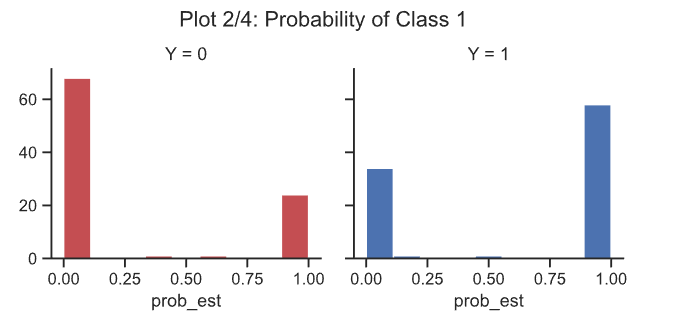 Plot 2/4: Probability of Class 1
Y = 0
Y = 1
60
40
20
0
0.00 0.25 0.50 0.75 1.00
0.00 0.25 0.50 0.75 1.00
prob_est
prob_est